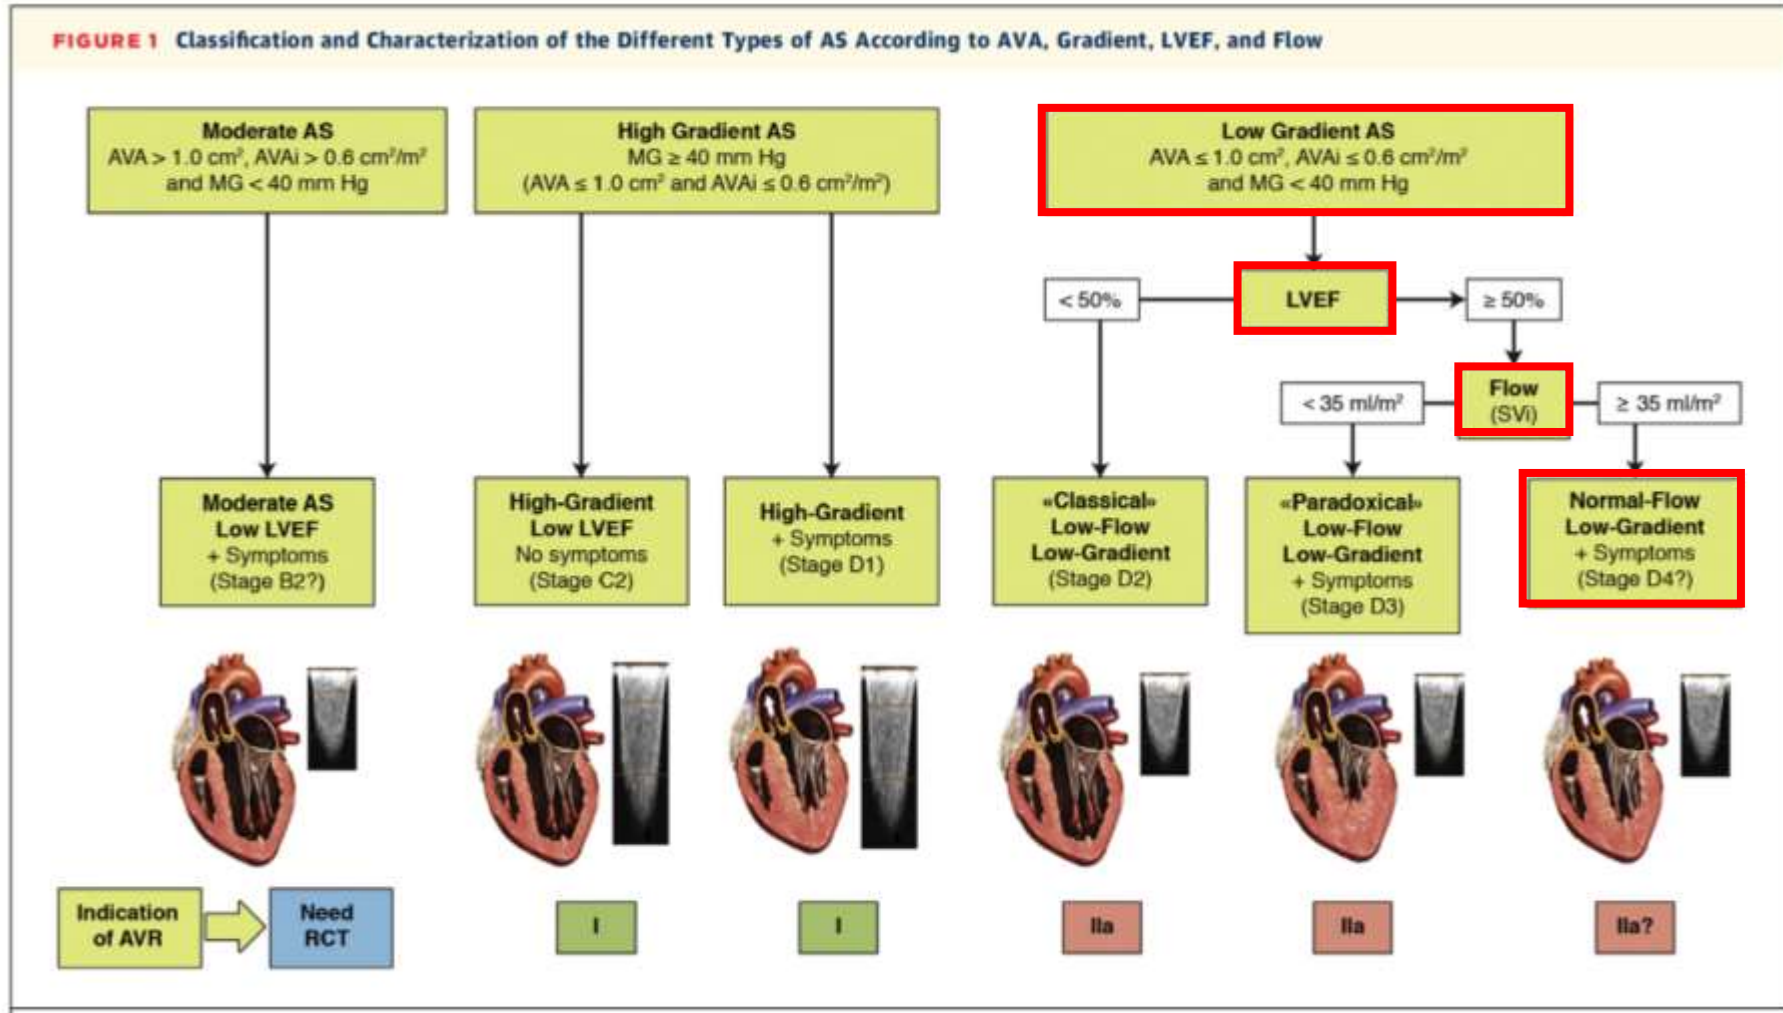 FIGURE 1 Classification and Characterization of the Different Types of AS According to AVA, Gradient, LVEF, and Flow
Moderate AS
AVA > 1.0 cm², AVAi > 0.6 cm²/m²
and MG < 40 mm Hg
High Gradient AS
MG ≥ 40 mm Hg
(AVA ≤ 1.0 cm² and AVAi ≤ 0.6 cm²/m²)
Low Gradient AS
AVA ≤ 1.0 cm², AVAi ≤ 0.6 cm²/m²
and MG < 40 mm Hg
< 50%
LVEF
≥ 50%
< 35 ml/m²
Flow
(SVi)
≥ 35 ml/m²
Moderate AS
Low LVEF
+ Symptoms
(Stage B2?)
High-Gradient
Low LVEF
No symptoms
(Stage C2)
High-Gradient
+ Symptoms
(Stage D1)
«Classical»
Low-Flow
Low-Gradient
(Stage D2)
«Paradoxical»
Low-Flow
Low-Gradient
+ Symptoms
(Stage D3)
Normal-Flow
Low-Gradient
+ Symptoms
(Stage D4?)
Indication
of AVR
Need
RCT
I
I
IIa
IIa
IIa?